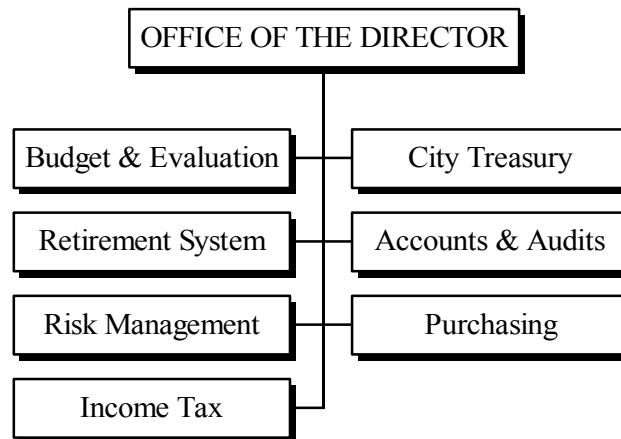 OFFICE OF THE DIRECTOR
Budget & Evaluation
City Treasury
Retirement System
Accounts & Audits
Risk Management
Purchasing
Income Tax